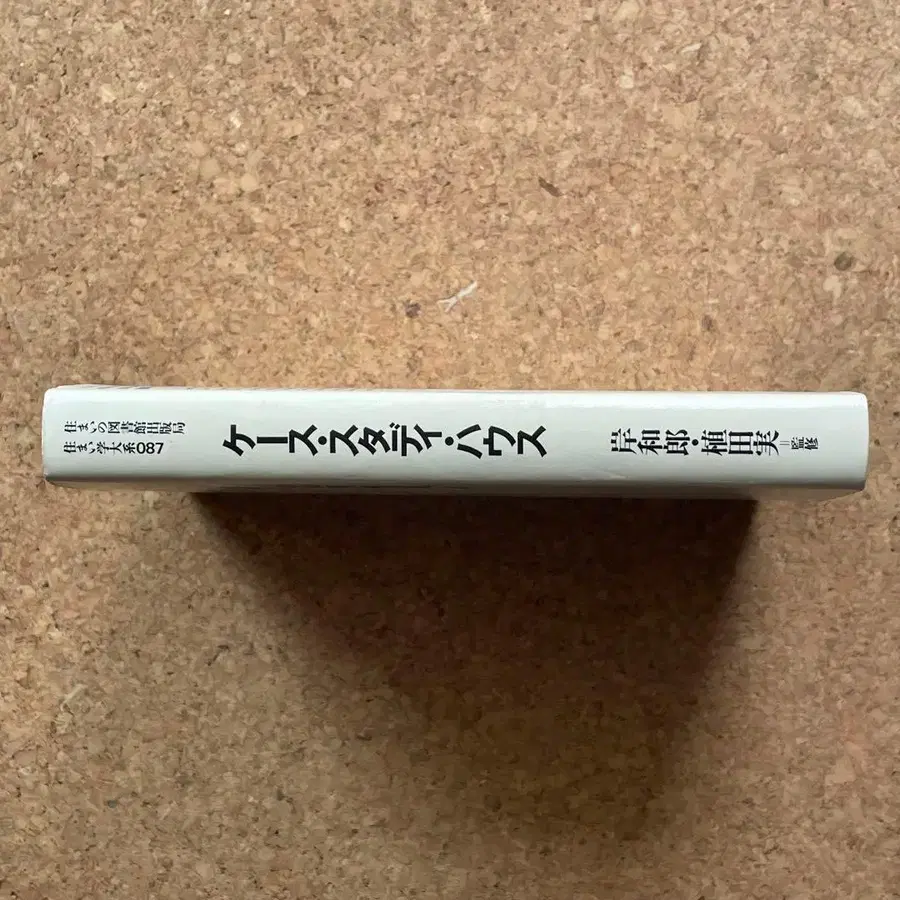 住まいの図書館出版局
住まい学大系087
ケース・スタディ・ハウス
岸和郎・植田実=監修